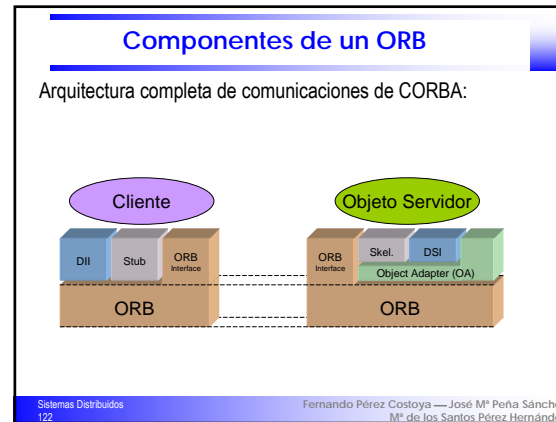 Componentes de un ORB
Arquitectura completa de comunicaciones de CORBA:
Cliente
Objeto Servidor
DII
Stub
ORB
Interface
ORB
Interface
Skel.
DSI
Object Adapter (OA)
ORB
ORB
Sistemas Distribuidos
122
Fernando Pérez Costoya — José Mª Peña Sánch
Mª de los Santos Pérez Hernánd